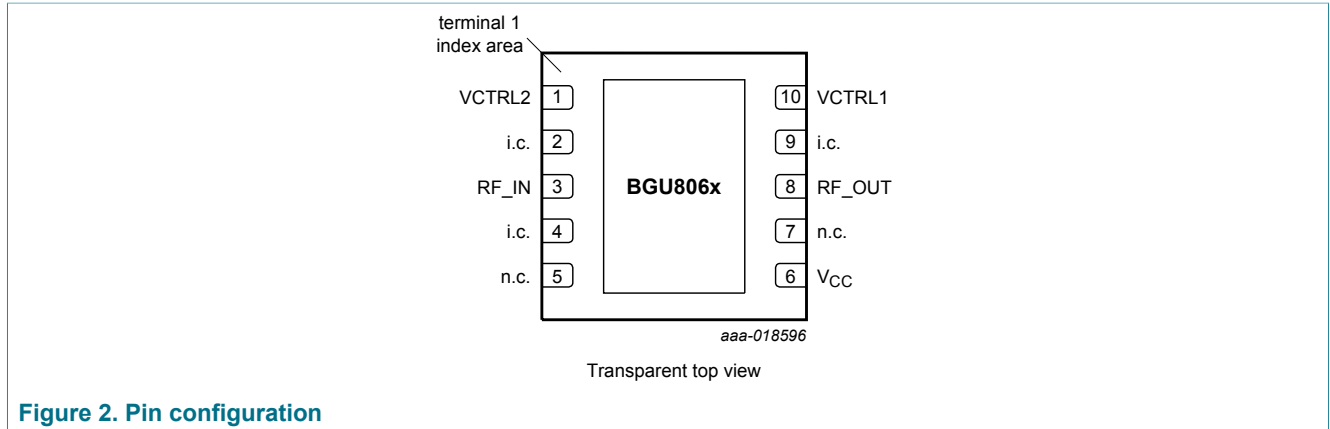 terminal 1
index area
VCTRL2 1 10 VCTRL1
i.c. 2 9 i.c.
RF_IN 3 BGU806x 8 RF_OUT
i.c. 4 7 n.c.
n.c. 5 6 VCC
aaa-018596
Transparent top view
Figure 2. Pin configuration